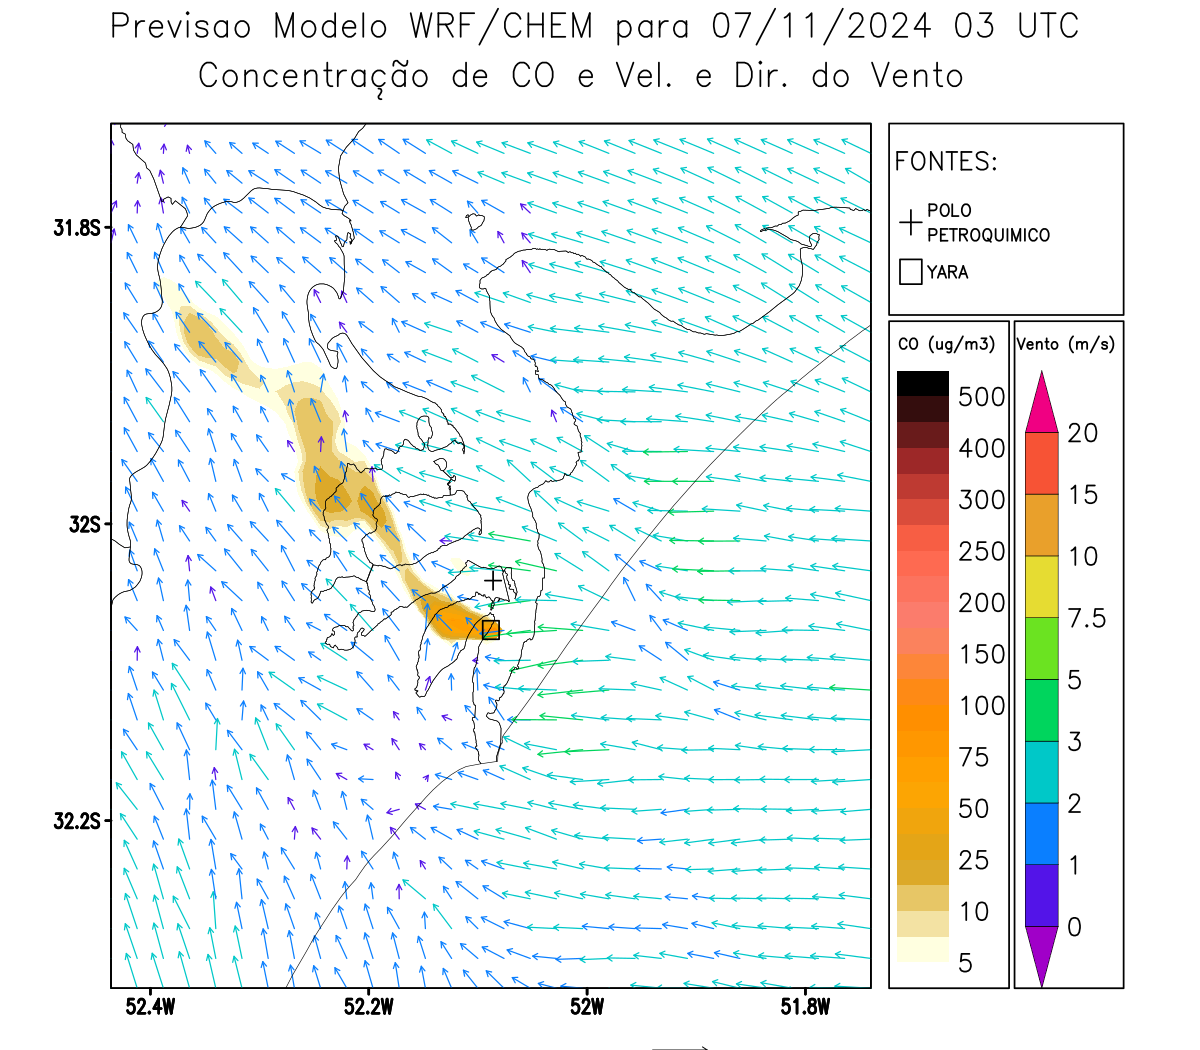 Previsao Modelo WRF/CHEM para 07/11/2024 03 UTC
Concentração de CO e Vel. e Dir. do Vento
FONTES:
POLO
PETROQUIMICO
YARA
CO (ug/m3)
500
400
300
250
200
150
100
75
50
25
10
5
Vento (m/s)
20
15
10
7.5
5
3
2
1
0
31.8S
32S
32.2S
52.4W
52.2W
52W
51.8W